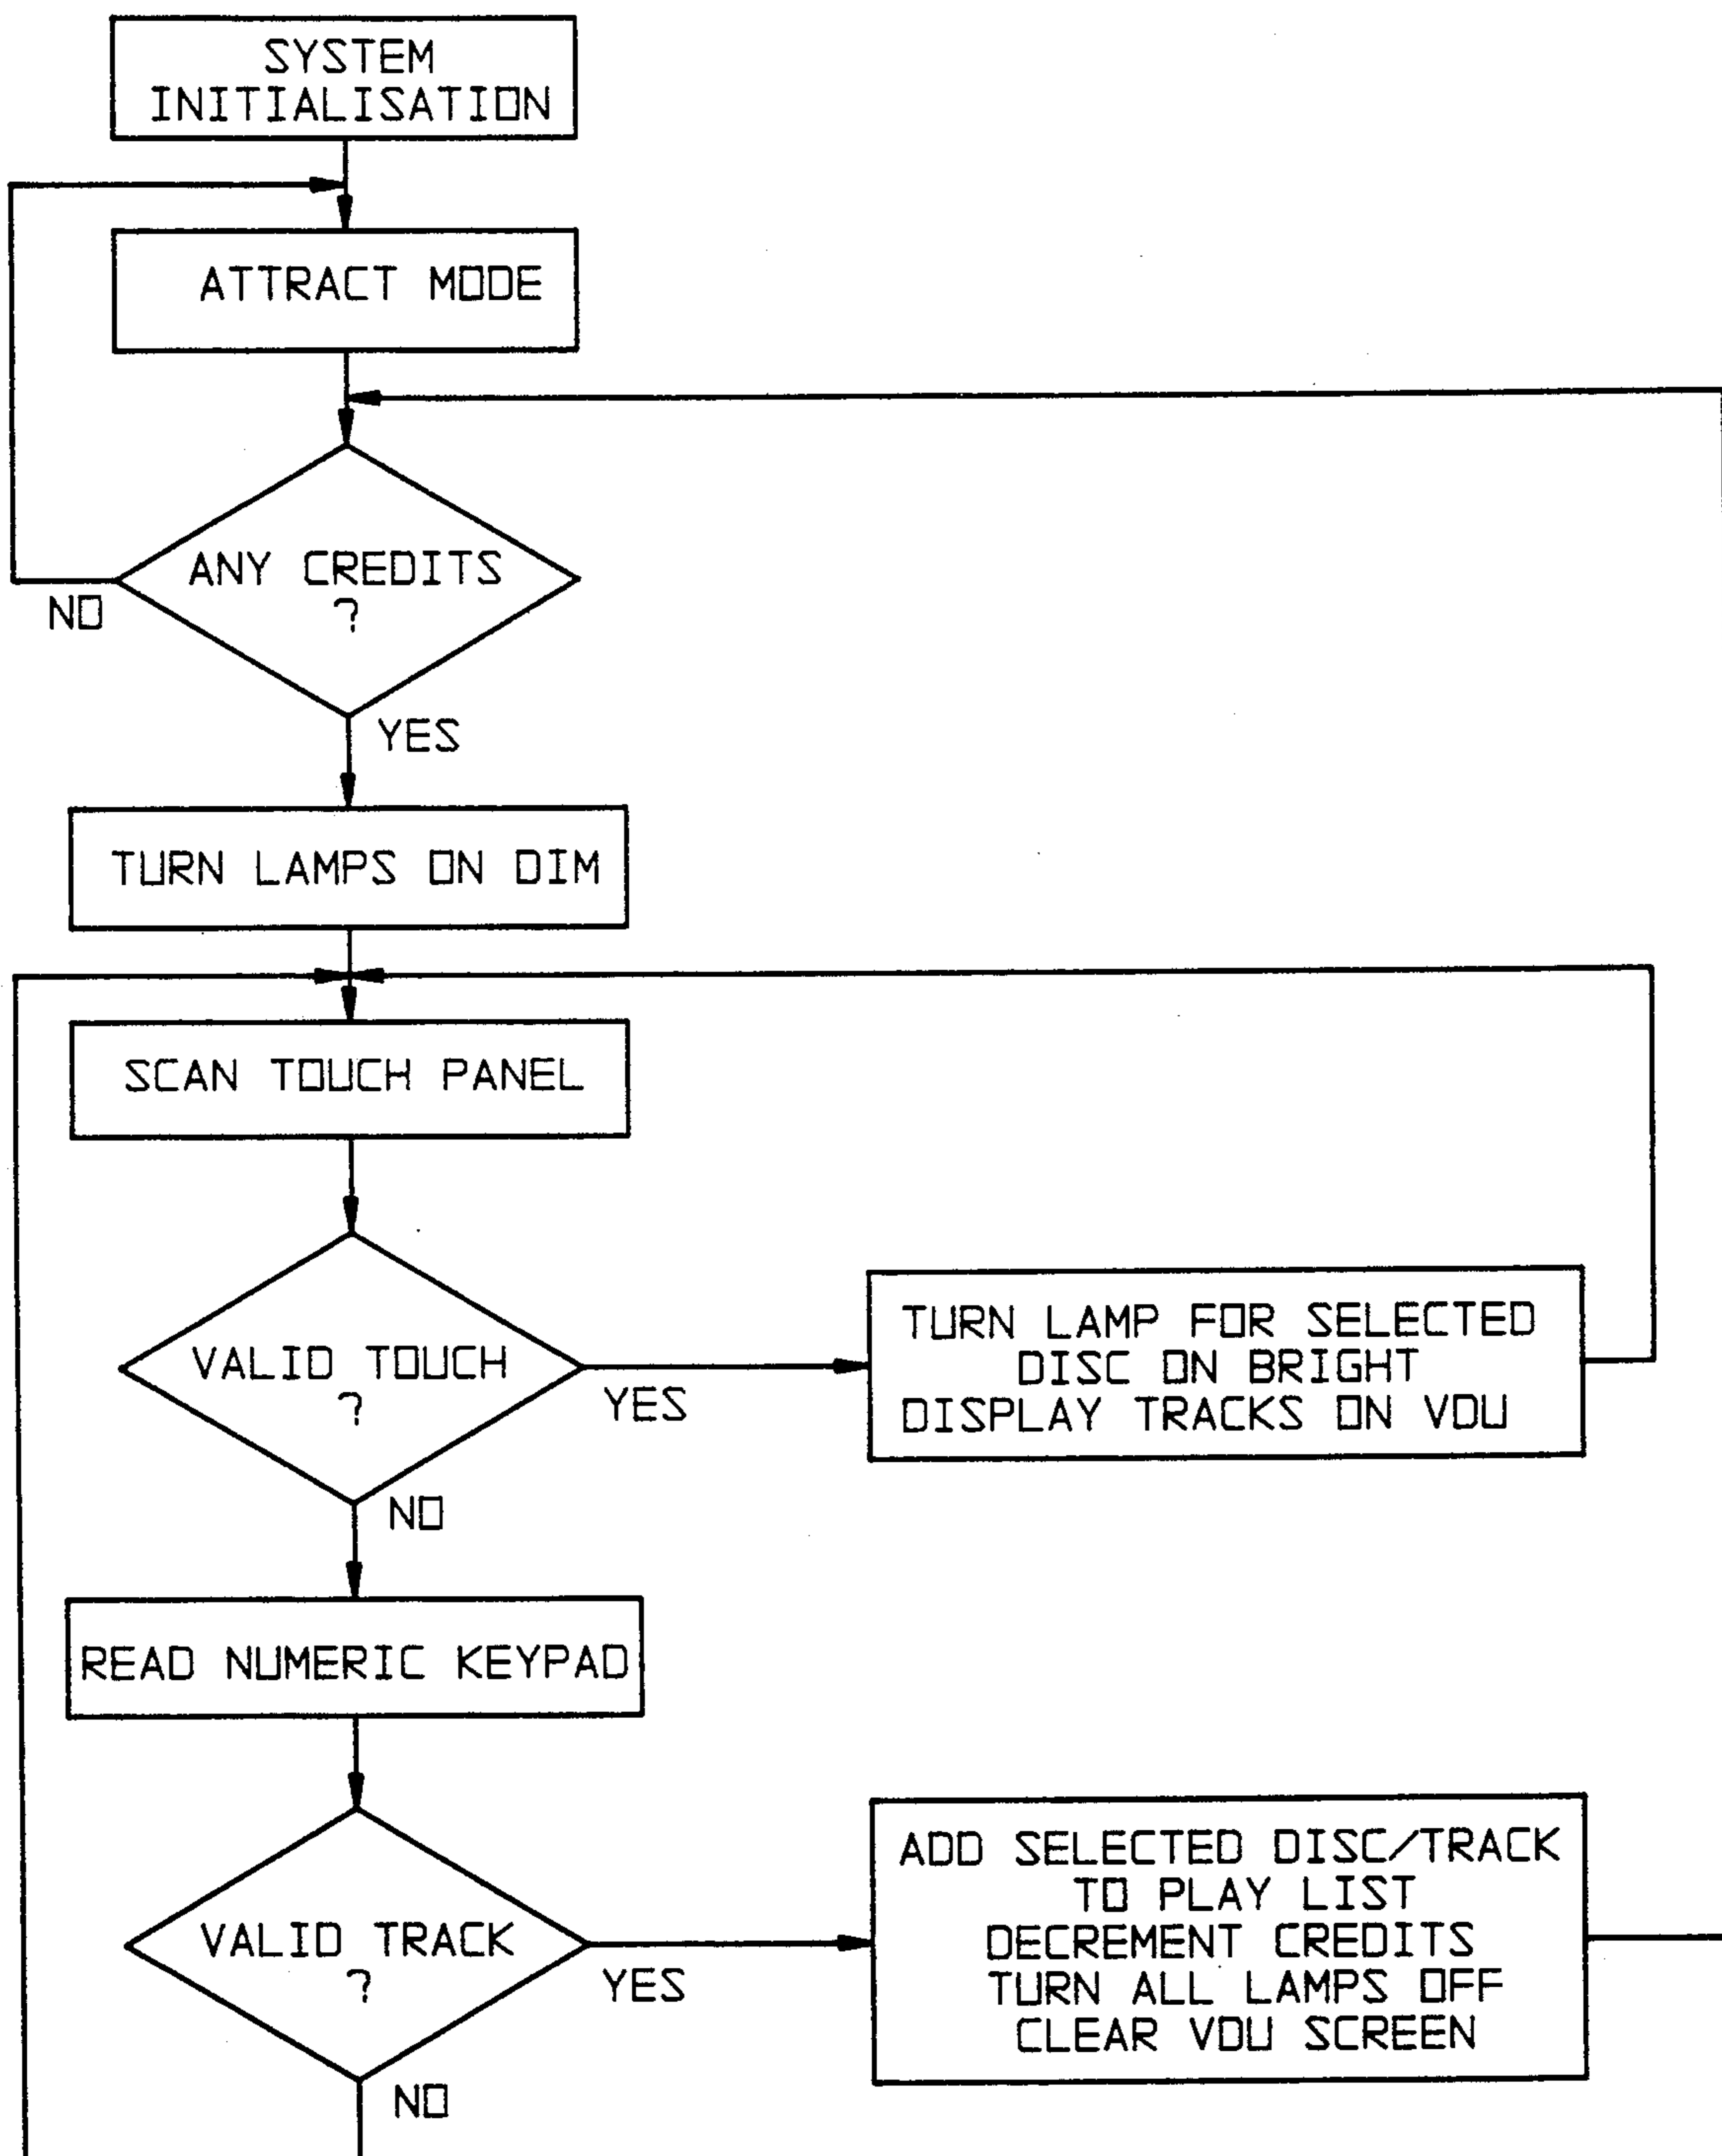 SYSTEM
INITIALISATION
ATTRACT MODE
ANY CREDITS
?
NO
YES
TURN LAMPS ON DIM
SCAN TOUCH PANEL
VALID TOUCH
?
YES
TURN LAMP FOR SELECTED
DISC ON BRIGHT
DISPLAY TRACKS ON VDU
NO
READ NUMERIC KEYPAD
VALID TRACK
?
YES
ADD SELECTED DISC/TRACK
TO PLAY LIST
DECREMENT CREDITS
TURN ALL LAMPS OFF
CLEAR VDU SCREEN
NO